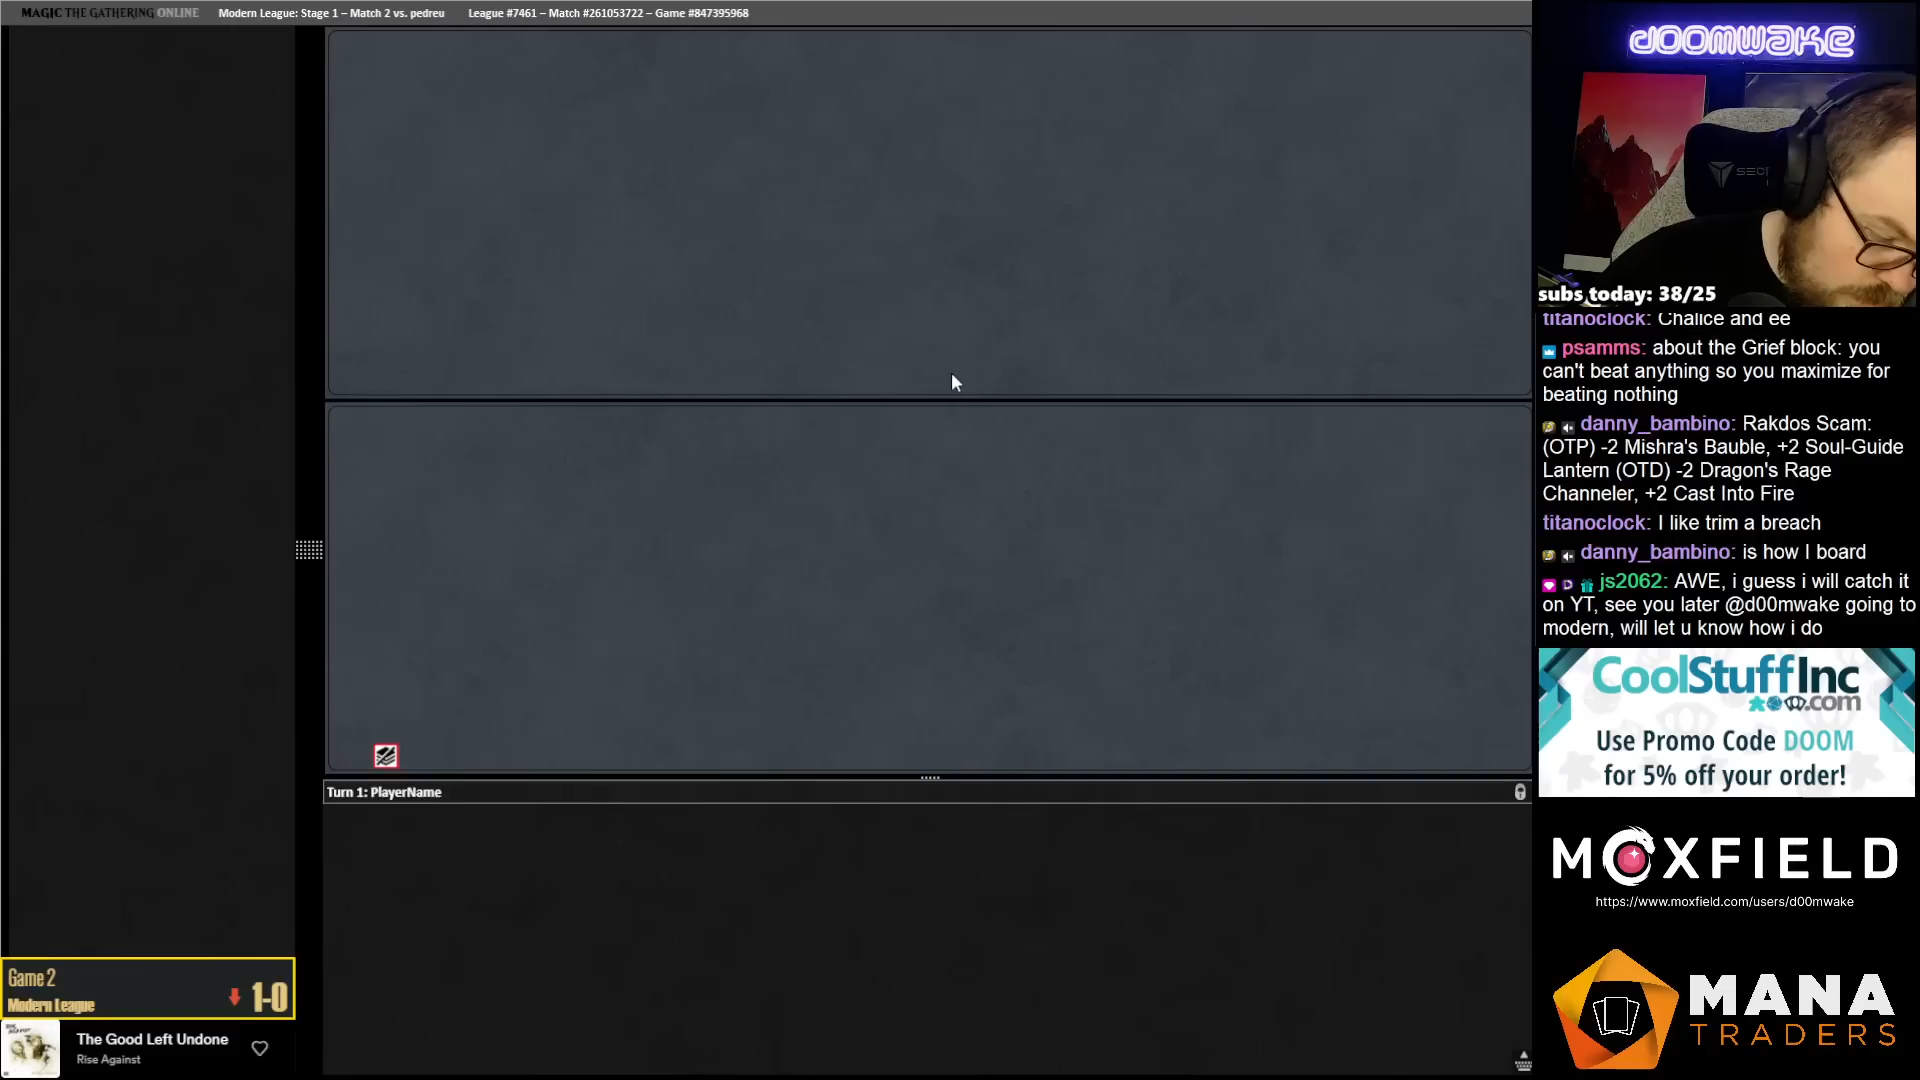 MAGIC THE GATHERING ONLINE
Modern League: Stage 1 – Match 2 vs. pedreu
League #7461 – Match #261053722 – Game #847395968
doomwake
SECR
subs today: 38/25
titanoclock: Chalice and ee
psamms: about the Grief block: you
can't beat anything so you maximize for
beating nothing
danny_bambino: Rakdos Scam:
(OTP) -2 Mishra's Bauble, +2 Soul-Guide
Lantern (OTD) -2 Dragon's Rage
Channeler, +2 Cast Into Fire
titanoclock: I like trim a breach
danny_bambino: is how I board
js2062: AWE, i guess i will catch it
on YT, see you later @d00mwake going to
modern, will let u know how i do
CoolStuffInc
.com
Use Promo Code DOOM
for 5% off your order!
Turn 1: PlayerName
MOXFIELD
https://www.moxfield.com/users/d00mwake
MANA
TRADERS
Game 2
Modern League
1-0
The Good Left Undone
Rise Against